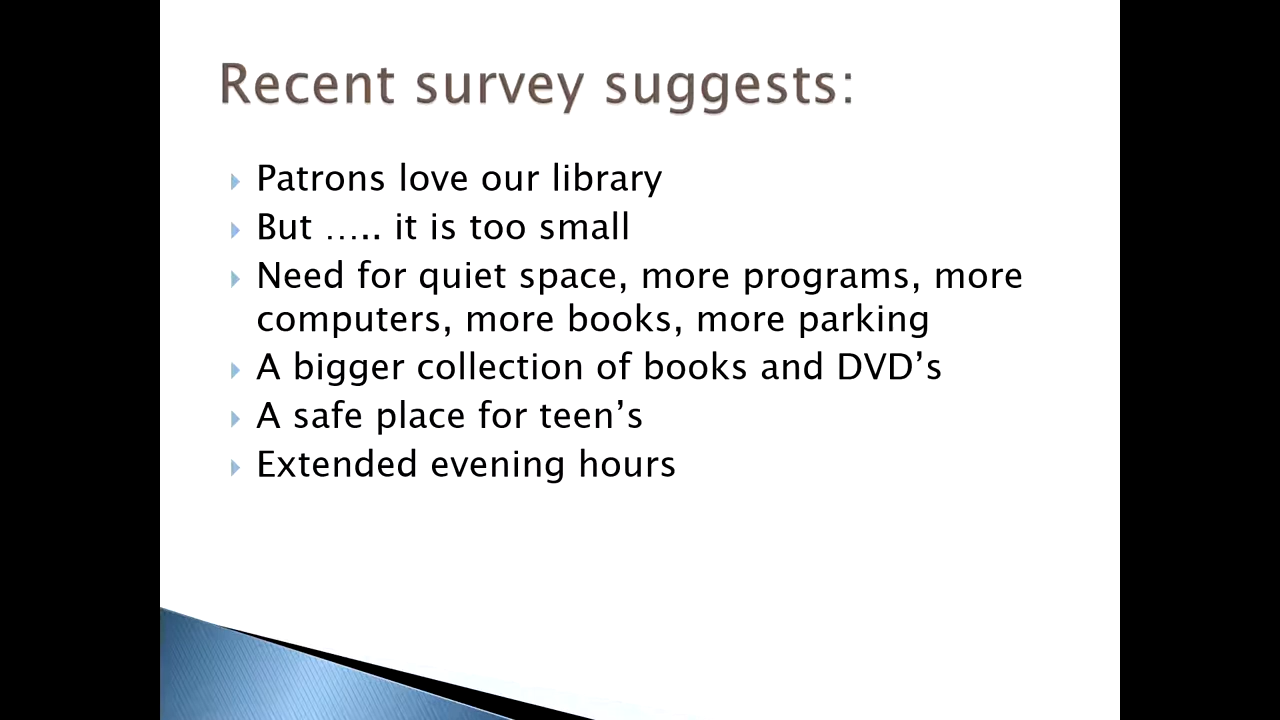 Recent survey suggests:
Patrons love our library
But ….. it is too small
Need for quiet space, more programs, more
computers, more books, more parking
A bigger collection of books and DVD’s
A safe place for teen’s
Extended evening hours